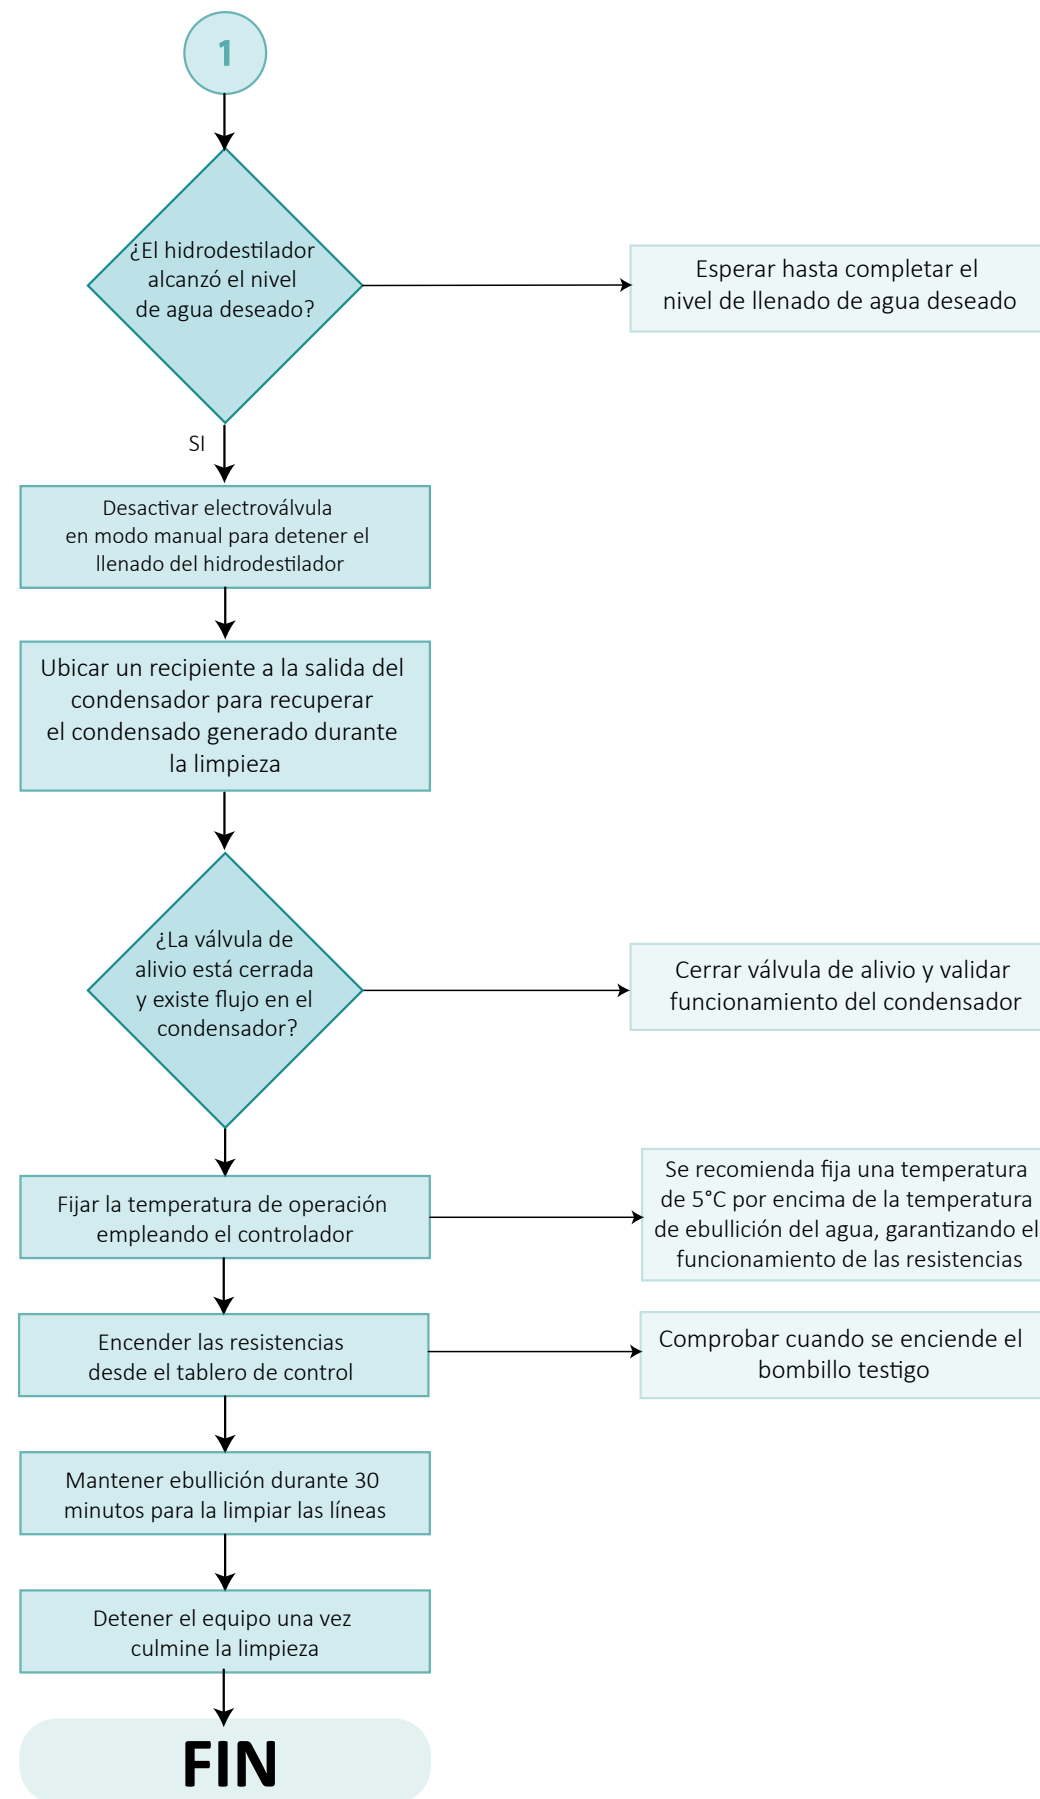 1
¿El hidrodestilador
alcanzó el nivel
de agua deseado?
Esperar hasta completar el
nivel de llenado de agua deseado
SI
Desactivar electroválvula
en modo manual para detener el
llenado del hidrodestilador
Ubicar un recipiente a la salida del
condensador para recuperar
el condensado generado durante
la limpieza
¿La válvula de
alivio está cerrada
y existe flujo en el
condensador?
Cerrar válvula de alivio y validar
funcionamiento del condensador
Fijar la temperatura de operación
empleando el controlador
Se recomienda fija una temperatura
de 5°C por encima de la temperatura
de ebullición del agua, garantizando el
funcionamiento de las resistencias
Encender las resistencias
desde el tablero de control
Comprobar cuando se enciende el
bombillo testigo
Mantener ebullición durante 30
minutos para la limpiar las líneas
Detener el equipo una vez
culmine la limpieza
FIN